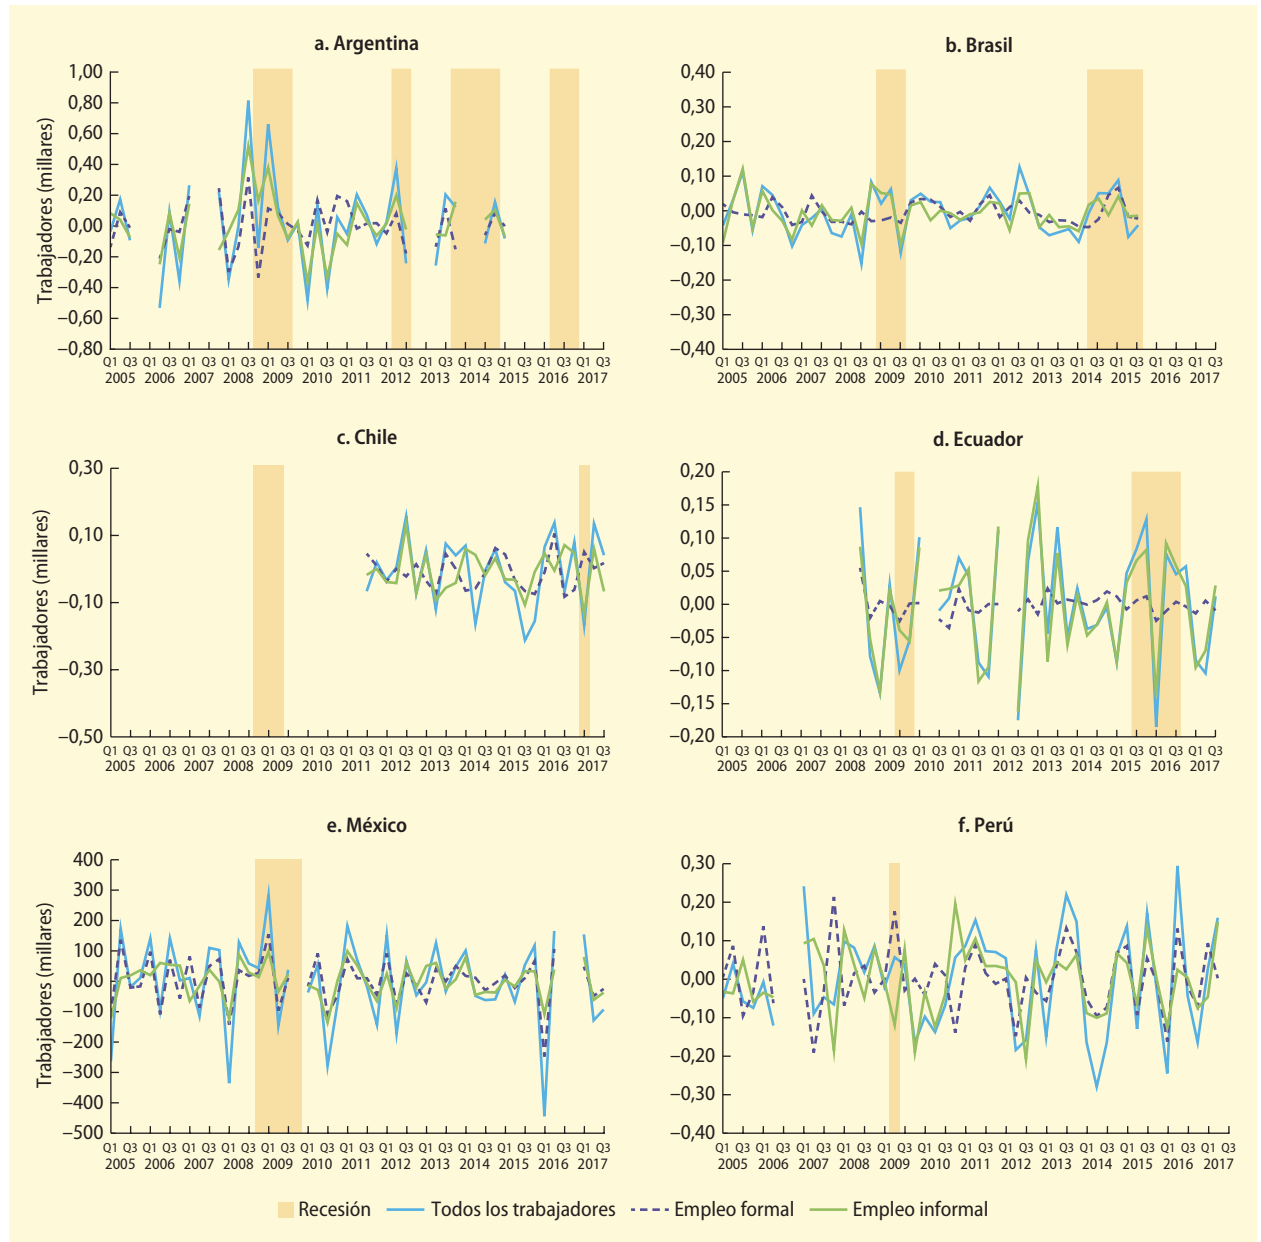 a. Argentina
Trabajadores (millares)
1,00
0,80
0,60
0,40
0,20
0,00
–0,20
–0,40
–0,60
–0,80
Q1 Q3 Q1 Q3 Q1 Q3 Q1 Q3 Q1 Q3 Q1 Q3 Q1 Q3 Q1 Q3 Q1 Q3 Q1 Q3 Q1 Q3 Q1 Q3 Q1 Q3
2005 2006 2007 2008 2009 2010 2011 2012 2013 2014 2015 2016 2017
b. Brasil
0,40
0,30
0,20
0,10
0,00
–0,10
–0,20
–0,30
–0,40
Q1 Q3 Q1 Q3 Q1 Q3 Q1 Q3 Q1 Q3 Q1 Q3 Q1 Q3 Q1 Q3 Q1 Q3 Q1 Q3 Q1 Q3 Q1 Q3 Q1 Q3
2005 2006 2007 2008 2009 2010 2011 2012 2013 2014 2015 2016 2017
c. Chile
Trabajadores (millares)
0,30
0,10
–0,10
–0,30
–0,50
Q1 Q3 Q1 Q3 Q1 Q3 Q1 Q3 Q1 Q3 Q1 Q3 Q1 Q3 Q1 Q3 Q1 Q3 Q1 Q3 Q1 Q3 Q1 Q3 Q1 Q3
2005 2006 2007 2008 2009 2010 2011 2012 2013 2014 2015 2016 2017
d. Ecuador
0,20
0,15
0,10
0,05
0,00
–0,05
–0,10
–0,15
–0,20
Q1 Q3 Q1 Q3 Q1 Q3 Q1 Q3 Q1 Q3 Q1 Q3 Q1 Q3 Q1 Q3 Q1 Q3 Q1 Q3 Q1 Q3 Q1 Q3 Q1 Q3
2005 2006 2007 2008 2009 2010 2011 2012 2013 2014 2015 2016 2017
e. México
Trabajadores (millares)
400
300
200
100
000
–100
–200
–300
–400
–500
Q1 Q3 Q1 Q3 Q1 Q3 Q1 Q3 Q1 Q3 Q1 Q3 Q1 Q3 Q1 Q3 Q1 Q3 Q1 Q3 Q1 Q3 Q1 Q3 Q1 Q3
2005 2006 2007 2008 2009 2010 2011 2012 2013 2014 2015 2016 2017
f. Perú
0,30
0,20
0,10
0,00
–0,10
–0,20
–0,30
–0,40
Q1 Q3 Q1 Q3 Q1 Q3 Q1 Q3 Q1 Q3 Q1 Q3 Q1 Q3 Q1 Q3 Q1 Q3 Q1 Q3 Q1 Q3 Q1 Q3 Q1 Q3
2005 2006 2007 2008 2009 2010 2011 2012 2013 2014 2015 2016 2017
Recesión Todos los trabajadores Empleo formal Empleo informal